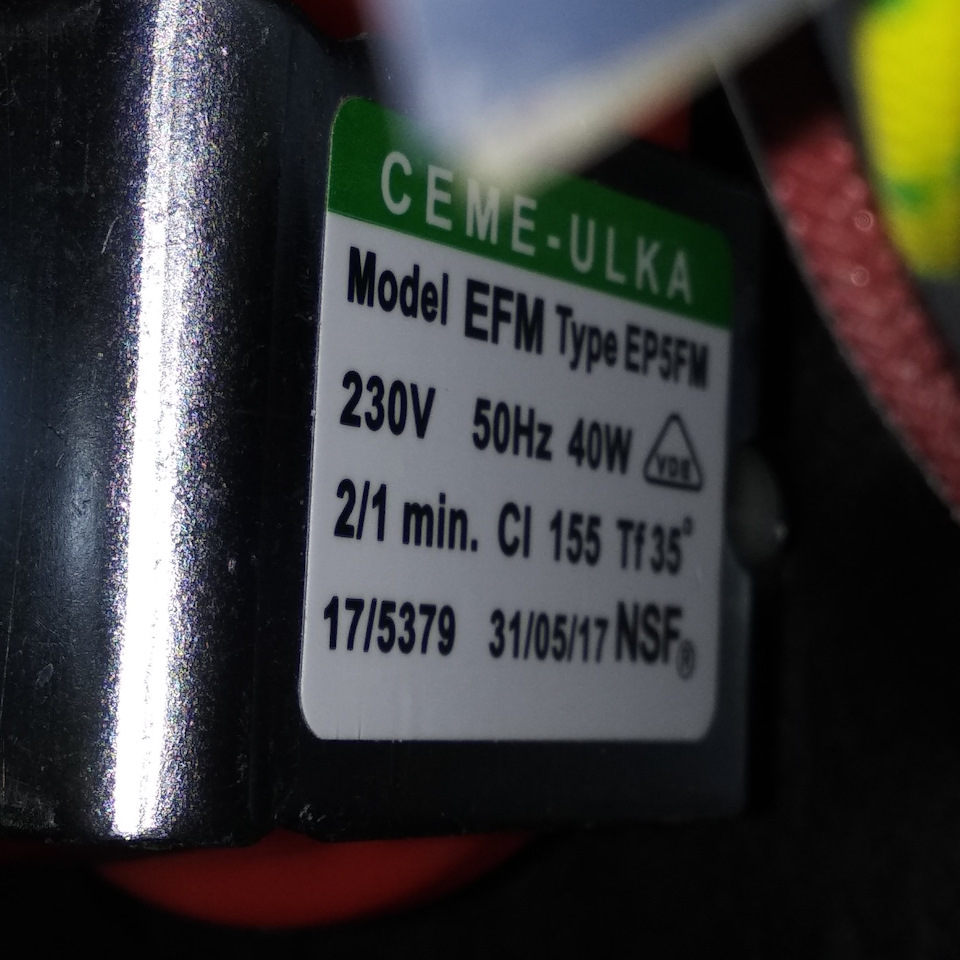 CEME-ULKA
Model EFM Type EP5FM
230V 50Hz 40W VDE
2/1 min. Cl 155 Tf 35°
17/5379 31/05/17 NSF®